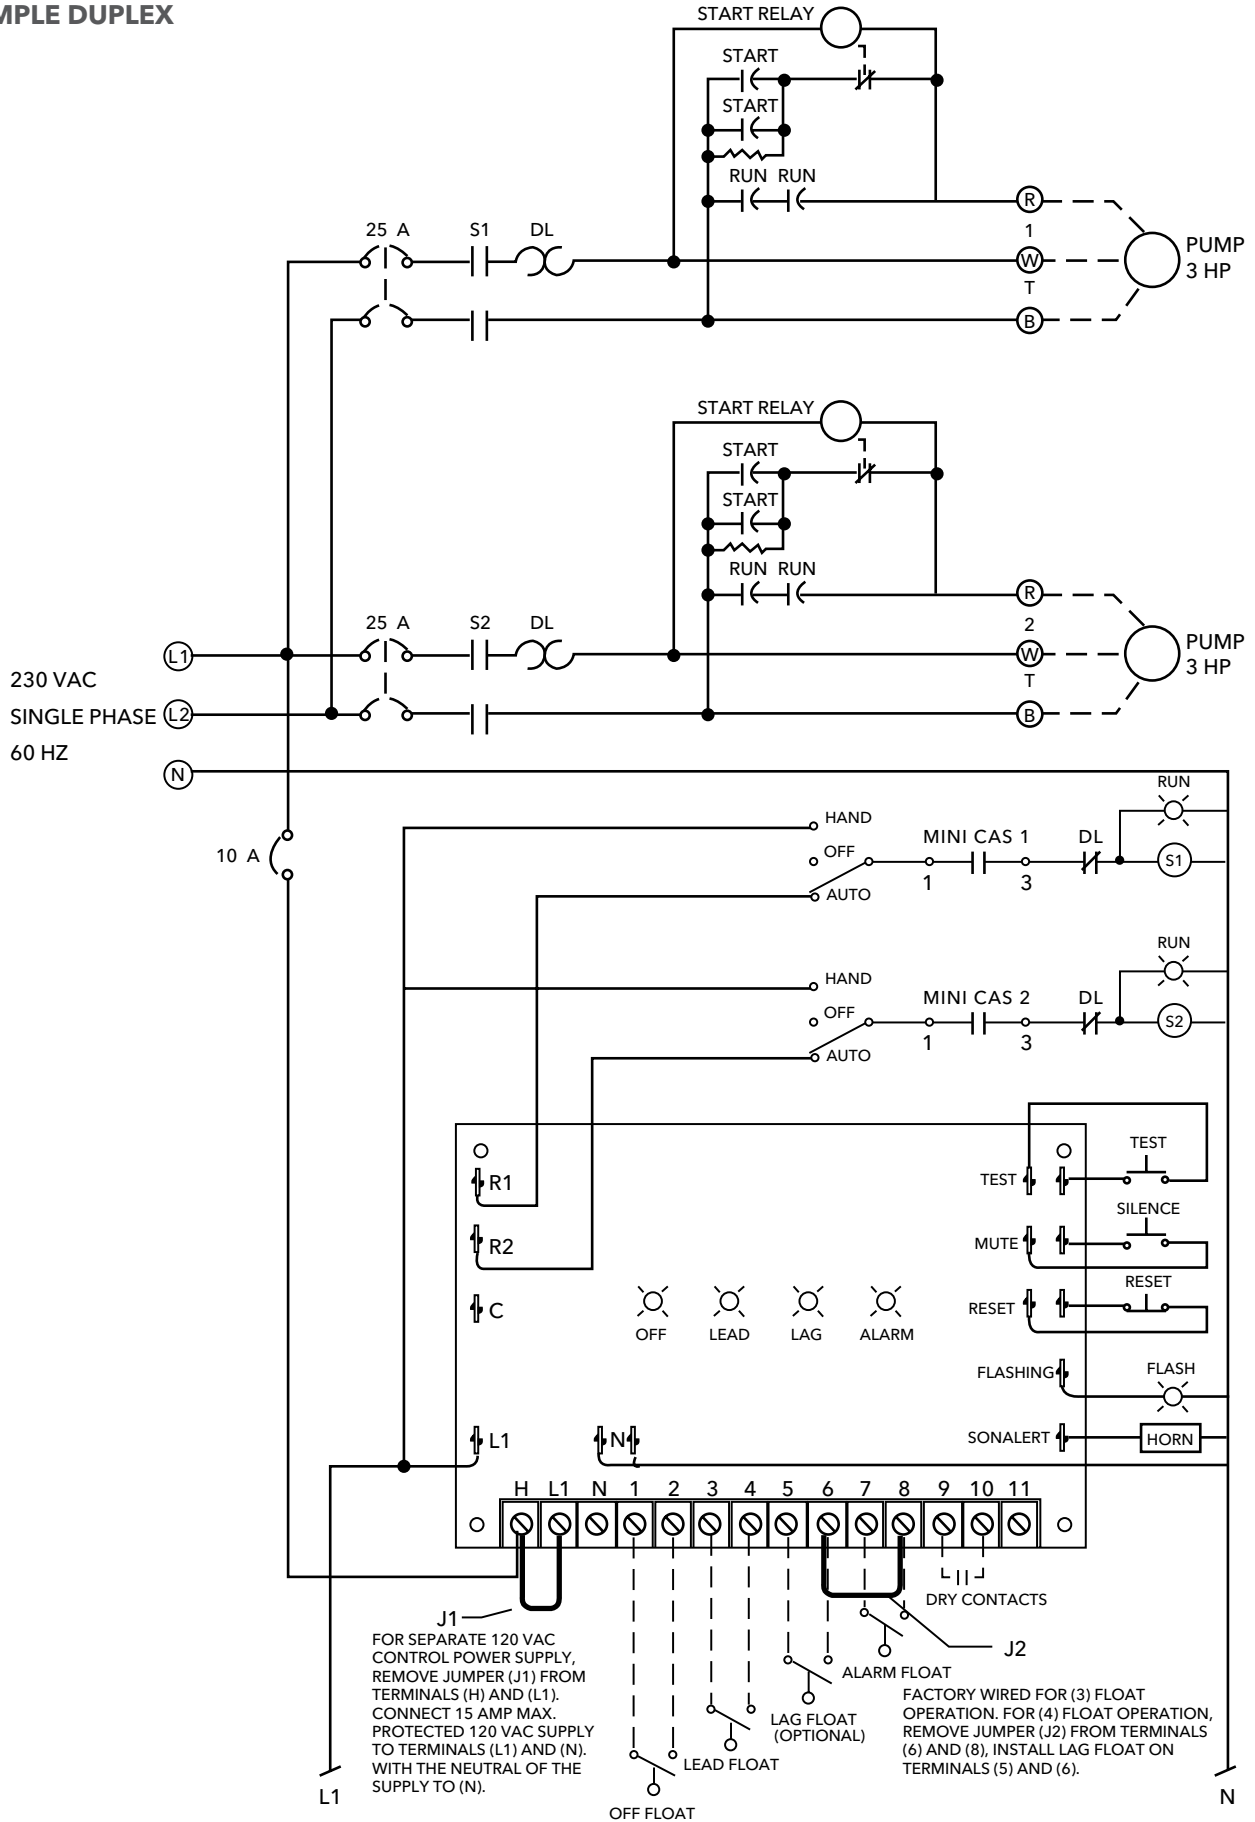 MPLE DUPLEX
START RELAY
START
START
RUN RUN
25 A S1 DL
R
1
W
T
B
PUMP
3 HP
START RELAY
START
START
RUN RUN
25 A S2 DL
R
2
W
T
B
PUMP
3 HP
L1
230 VAC
SINGLE PHASE L2
60 HZ
N
10 A
HAND
OFF
AUTO
MINI CAS 1
1 3
DL
RUN
S1
HAND
OFF
AUTO
MINI CAS 2
1 3
DL
RUN
S2
R1
R2
C
L1
N
OFF LEAD LAG ALARM
TEST
TEST
SILENCE
MUTE
RESET
RESET
FLASHING
FLASH
SONALERT
HORN
H L1 N 1 2 3 4 5 6 7 8 9 10 11
DRY CONTACTS
J1
FOR SEPARATE 120 VAC
CONTROL POWER SUPPLY,
REMOVE JUMPER (J1) FROM
TERMINALS (H) AND (L1).
CONNECT 15 AMP MAX.
PROTECTED 120 VAC SUPPLY
TO TERMINALS (L1) AND (N).
WITH THE NEUTRAL OF THE
SUPPLY TO (N).
J2
ALARM FLOAT
LAG FLOAT
(OPTIONAL)
LEAD FLOAT
OFF FLOAT
FACTORY WIRED FOR (3) FLOAT
OPERATION. FOR (4) FLOAT OPERATION,
REMOVE JUMPER (J2) FROM TERMINALS
(6) AND (8), INSTALL LAG FLOAT ON
TERMINALS (5) AND (6).
L1
N